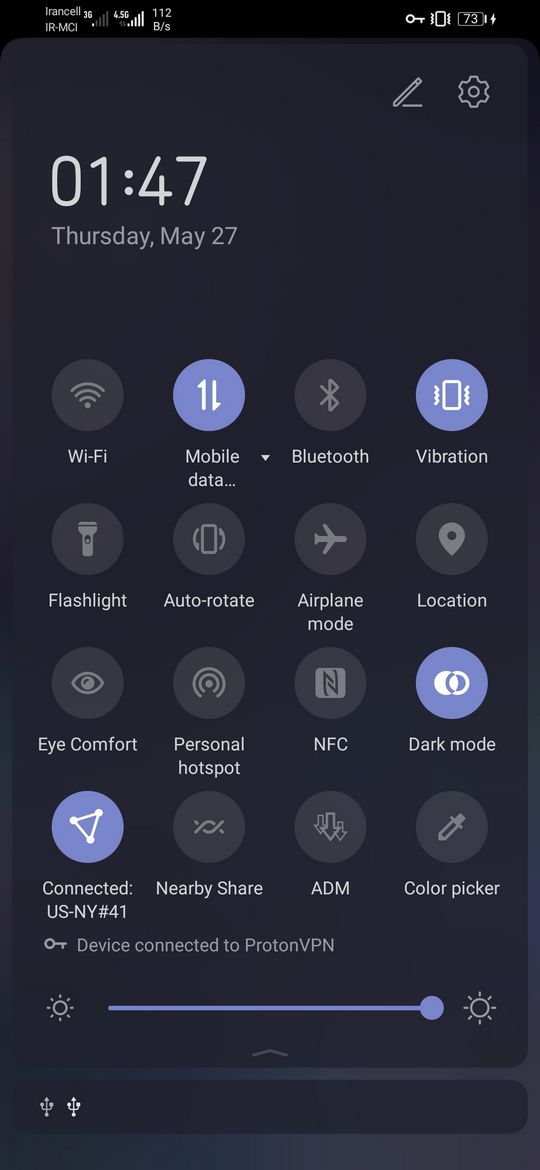 Irancell 3G 4.5G 112
IR-MCI B/s
73
01:47
Thursday, May 27
Wi-Fi
Mobile
data...
Bluetooth
Vibration
Flashlight
Auto-rotate
Airplane
mode
Location
Eye Comfort
Personal
hotspot
NFC
Dark mode
Connected:
US-NY#41
Nearby Share
ADM
Color picker
Device connected to ProtonVPN